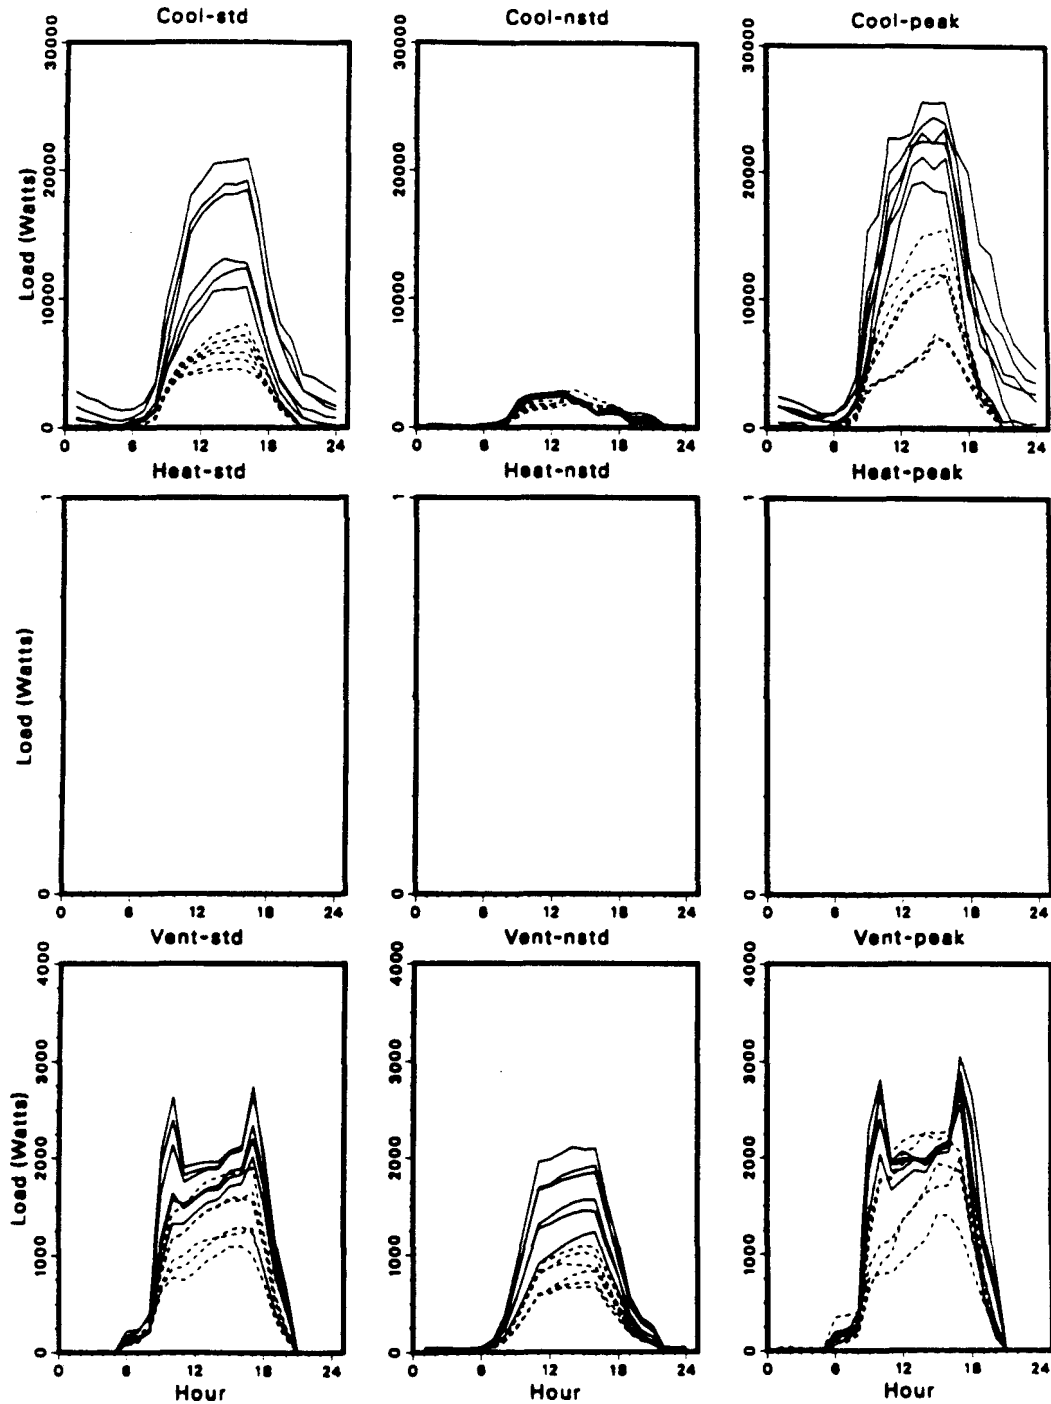 Cool-std
Cool-nstd
Cool-peak
Load (Watts)
0 10000 20000 30000
0 10000 20000 30000
0 10000 20000 30000
0 6 12 18 24
0 6 12 18 24
0 6 12 18 24
Heat-std
Heat-nstd
Heat-peak
Load (Watts)
0 1
0 1
0 1
0 6 12 18 24
0 6 12 18 24
0 6 12 18 24
Vent-std
Vent-nstd
Vent-peak
Load (Watts)
0 1000 2000 3000 4000
0 1000 2000 3000 4000
0 1000 2000 3000 4000
0 6 12 18 24
0 6 12 18 24
0 6 12 18 24
Hour
Hour
Hour